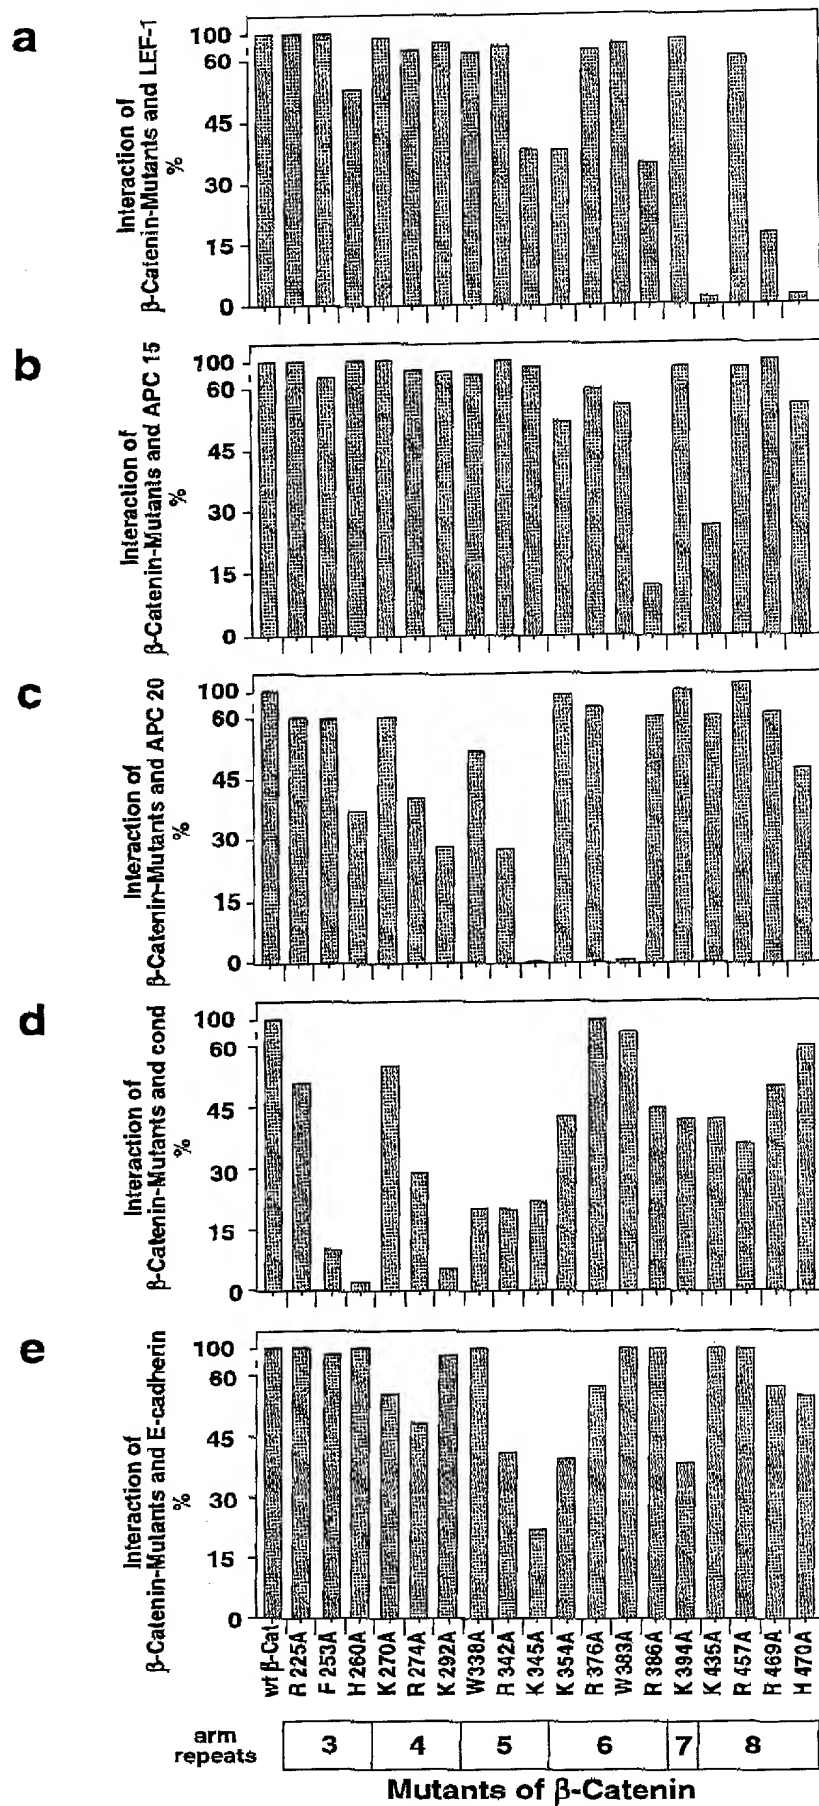 a
100
60
45
30
15
0
Interaction of
β-Catenin-Mutants and LEF-1
%
b
100
60
45
30
15
0
Interaction of
β-Catenin-Mutants and APC 15
%
c
100
60
45
30
15
0
Interaction of
β-Catenin-Mutants and APC 20
%
d
100
60
45
30
15
0
Interaction of
β-Catenin-Mutants and cond
%
e
100
60
45
30
15
0
Interaction of
β-Catenin-Mutants and E-cadherin
%
wt β-Cat
R 225A
F 253A
H 260A
K 270A
R 274A
K 292A
W338A
R 342A
K 345A
K 354A
R 376A
W 383A
R 386A
K 394A
K 435A
R 457A
R 469A
H 470A
arm
repeats
3 4 5 6 7 8
Mutants of β-Catenin